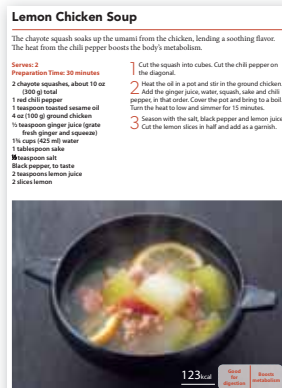 Lemon Chicken Soup
The chayote squash soaks up the umami from the chicken, lending a soothing flavor.
The heat from the chili pepper boosts the body's metabolism.
Serves: 2
Preparation Time: 30 minutes
2 chayote squashes, about 10 oz
(300 g) total
1 red chili pepper
1 teaspoon toasted sesame oil
4 oz (100 g) ground chicken
½ teaspoon ginger juice (grate
fresh ginger and squeeze)
1¾ cups (425 ml) water
1 tablespoon sake
teaspoon salt
Black pepper, to taste
2 teaspoons lemon juice
2 slices lemon
1 Cut the squash into cubes. Cut the chili pepper on
the diagonal.
2 Heat the oil in a pot and stir in the ground chicken.
Add the ginger juice, water, squash, sake and chili
pepper, in that order. Cover the pot and bring to a boil.
Turn the heat to low and simmer for 15 minutes.
3 Season with the salt, black pepper and lemon juice.
Cut the lemon slices in half and add as a garnish.
123kcal
Good
for
digestion
Boosts
metabolism